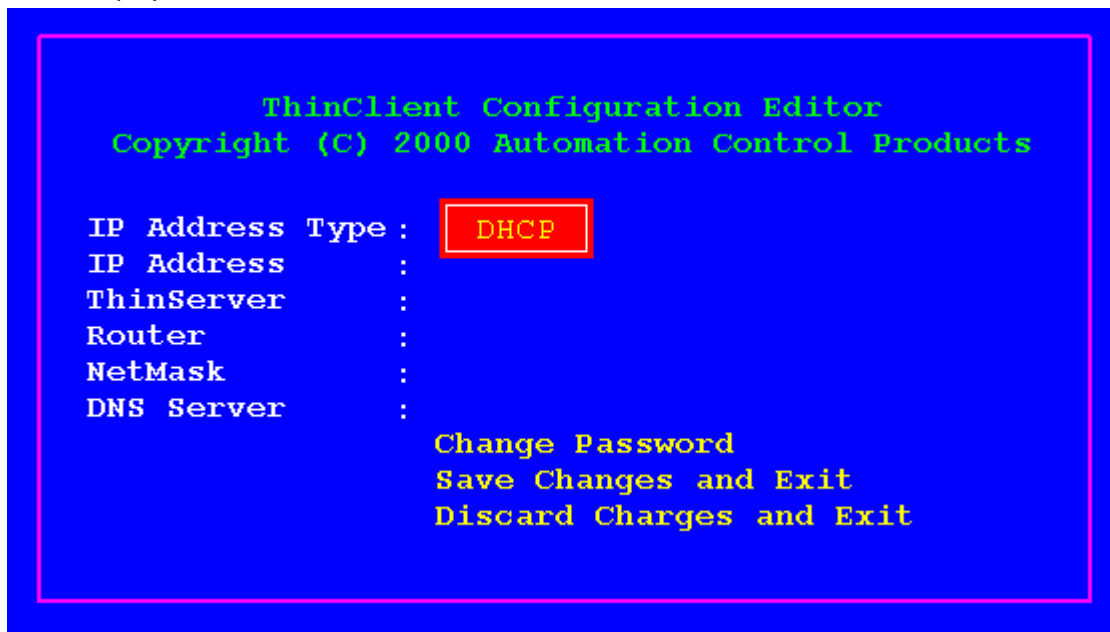 ThinClient Configuration Editor
Copyright (C) 2000 Automation Control Products
IP Address Type : DHCP
IP Address :
ThinServer :
Router :
NetMask :
DNS Server :
Change Password
Save Changes and Exit
Discard Charges and Exit